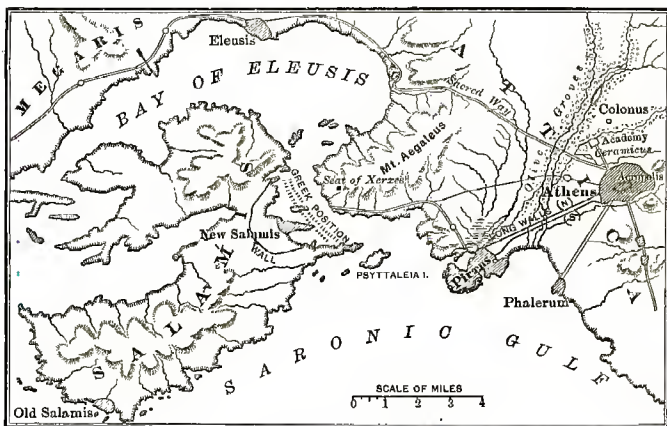 MEGARIS
Eleusis
BAY OF ELEUSIS
Sacred Way
ATTICA
Olive Groves
Colonus
Academy
Ceramicus
Acropolis
Athens
Mt. Aegaleus
Seat of Xerxes
GREEK POSITION
New Salamis
WALL
LONG WALLS (N)
(S)
PSYTTALEIA I.
Piraeus
Phalerum
SALAMIS
SARONIC GULF
Old Salamis
SCALE OF MILES
0 1 2 3 4